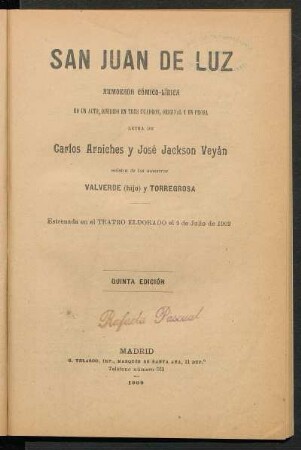 SAN JUAN DE LUZ
HUMORADA CÓMICO-LÍRICA
EN UN ACTO, DIVIDIDO EN TRES CUADROS, ORIGINAL Y EN PROSA
LETRA DE
Carlos Arniches y José Jackson Veyán
música de los maestros
VALVERDE (hijo) y TORREGROSA
Estrenada en el TEATRO ELDORADO el de Julio de 1902
QUINTA EDICIÓN
Rafaela Pascual
MADRID
R. VELASCO, IMP., MARQUÉS DE SANTA ANA, 11 DUP.º
Teléfono número 551
1909